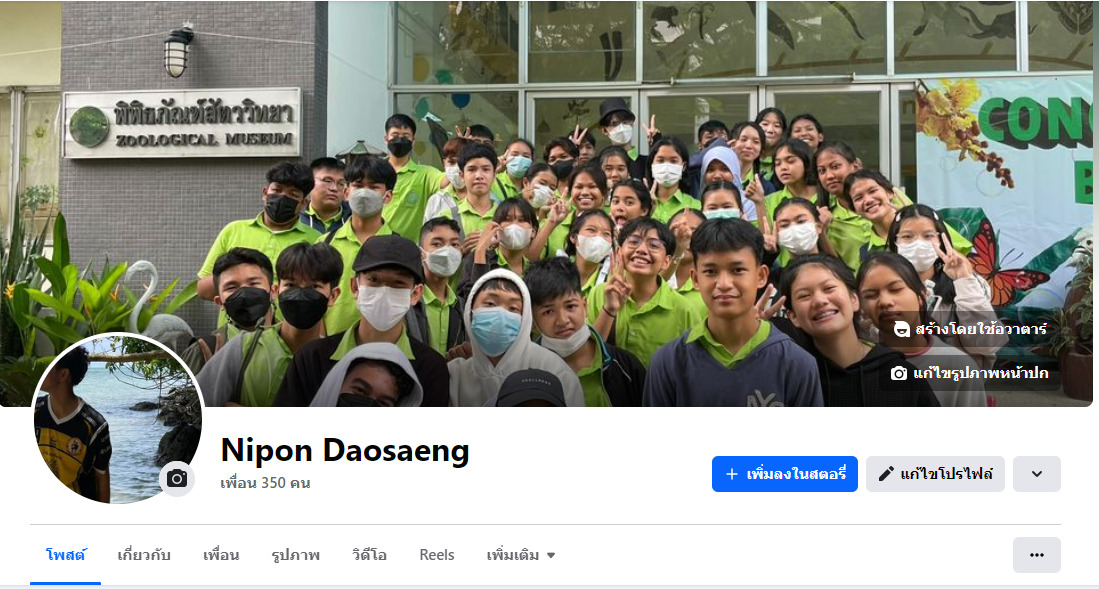 พิพิธภัณฑ์สัตววิทยา
ZOOLOGICAL MUSEUM
CON
B
สร้างโดยใช้อวาตาร์
แก้ไขรูปภาพหน้าปก
Nipon Daosaeng
เพื่อน 350 คน
เพิ่มลงในสตอรี่
แก้ไขโปรไฟล์
โพสต์ เกี่ยวกับ เพื่อน รูปภาพ วิดีโอ Reels เพิ่มเติม